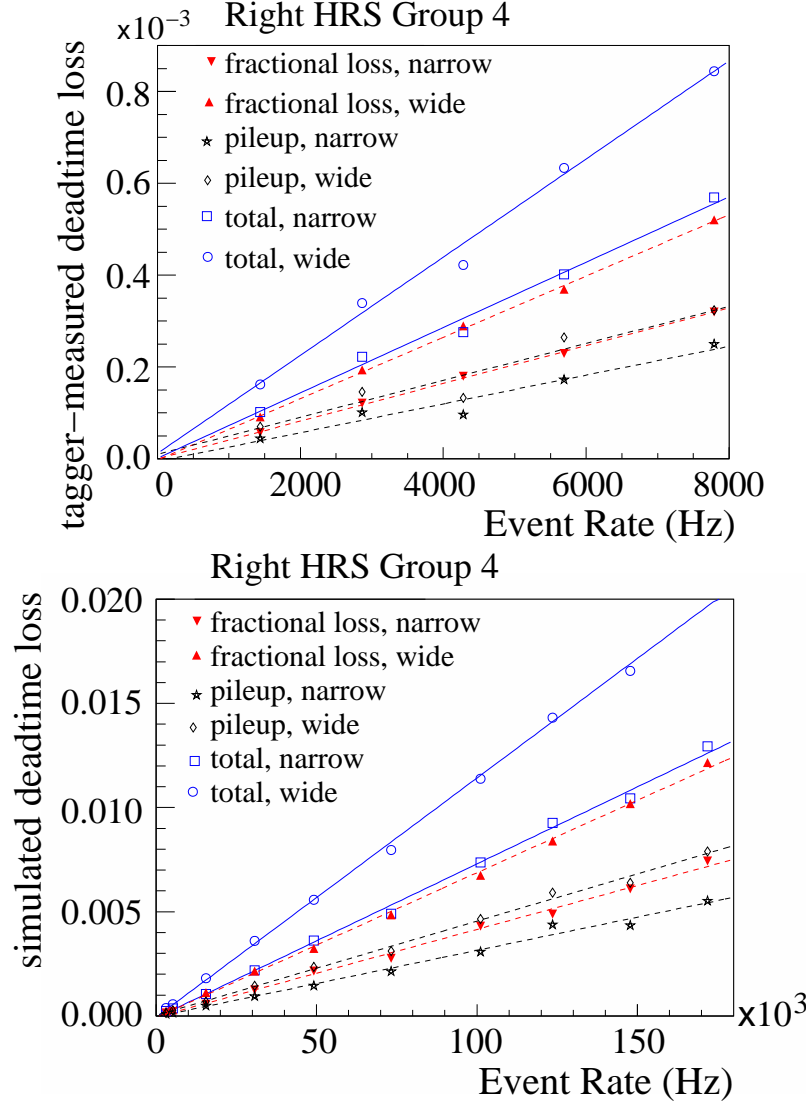 Right HRS Group 4
x10⁻³
tagger−measured deadtime loss
0.8
0.6
0.4
0.2
0.0
fractional loss, narrow
fractional loss, wide
pileup, narrow
pileup, wide
total, narrow
total, wide
2000
4000
6000
8000
Event Rate (Hz)
Right HRS Group 4
simulated deadtime loss
0.020
0.015
0.010
0.005
0.000
fractional loss, narrow
fractional loss, wide
pileup, narrow
pileup, wide
total, narrow
total, wide
0
50
100
150
x10³
Event Rate (Hz)